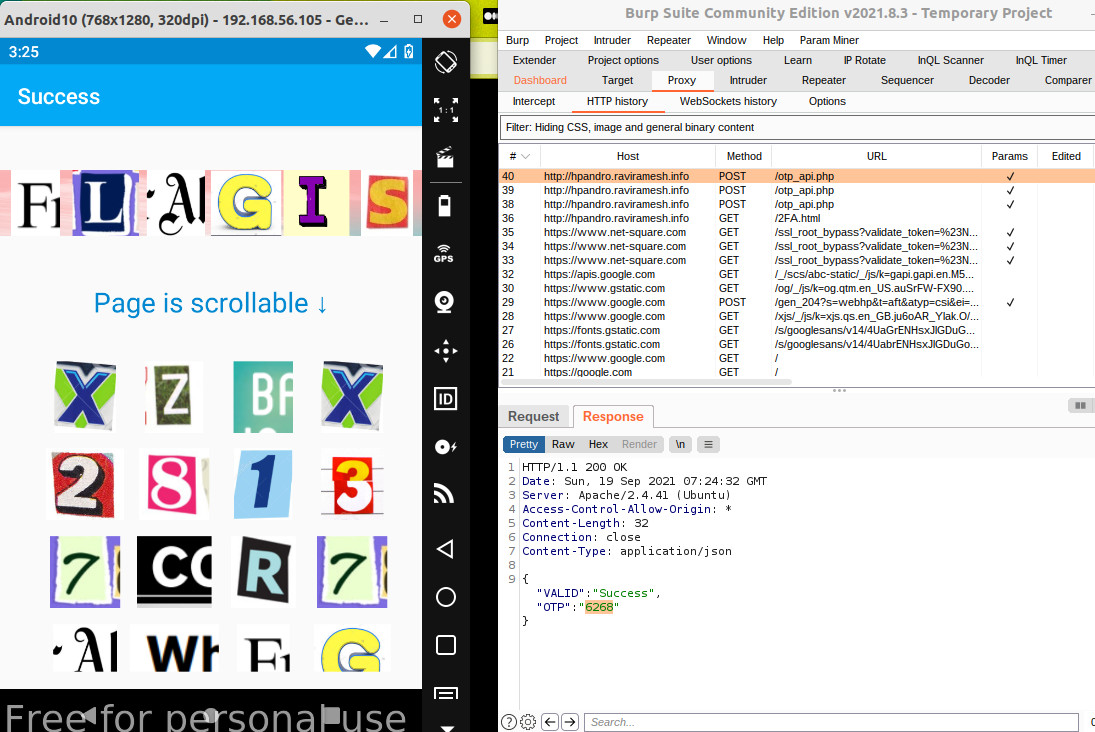 Android10 (768x1280, 320dpi) - 192.168.56.105 - Ge...
3:25
Success
F L A G I S
Page is scrollable ↓
X Z BA X
2 8 1 3
7 CO R 7
A Wh F G
Free for personal use
1:1
GPS
ID
Burp Suite Community Edition v2021.8.3 - Temporary Project
Burp Project Intruder Repeater Window Help Param Miner
Extender Project options User options Learn IP Rotate InQL Scanner InQL Timer
Dashboard Target Proxy Intruder Repeater Sequencer Decoder Comparer
Intercept HTTP history WebSockets history Options
Filter: Hiding CSS, image and general binary content
# Host Method URL Params Edited
40 http://hpandro.raviramesh.info POST /otp_api.php ✓
39 http://hpandro.raviramesh.info POST /otp_api.php ✓
38 http://hpandro.raviramesh.info POST /otp_api.php ✓
36 http://hpandro.raviramesh.info GET /2FA.html
35 https://www.net-square.com GET /ssl_root_bypass?validate_token=%23N... ✓
34 https://www.net-square.com GET /ssl_root_bypass?validate_token=%23N... ✓
33 https://www.net-square.com GET /ssl_root_bypass?validate_token=%23N... ✓
32 https://apis.google.com GET /_/scs/abc-static/_/js/k=gapi.gapi.en.M5...
30 https://www.gstatic.com GET /og/_/js/k=og.qtm.en_US.auSrFW-FX90....
29 https://www.google.com POST /gen_204?s=webhp&t=aft&atyp=csi&ei=... ✓
28 https://www.google.com GET /xjs/_/js/k=xjs.qs.en_GB.ju6oAR_Ylak.O/...
27 https://fonts.gstatic.com GET /s/googlesans/v14/4UaGrENHsxJlGDuG...
26 https://fonts.gstatic.com GET /s/googlesans/v14/4UabrENHsxJlGDuGo...
22 https://www.google.com GET /
21 https://google.com GET /
Request Response
Pretty Raw Hex Render \n
1 HTTP/1.1 200 OK
2 Date: Sun, 19 Sep 2021 07:24:32 GMT
3 Server: Apache/2.4.41 (Ubuntu)
4 Access-Control-Allow-Origin: *
5 Content-Length: 32
6 Connection: close
7 Content-Type: application/json
8
9 {
"VALID":"Success",
"OTP":"6268"
}
Search...
0